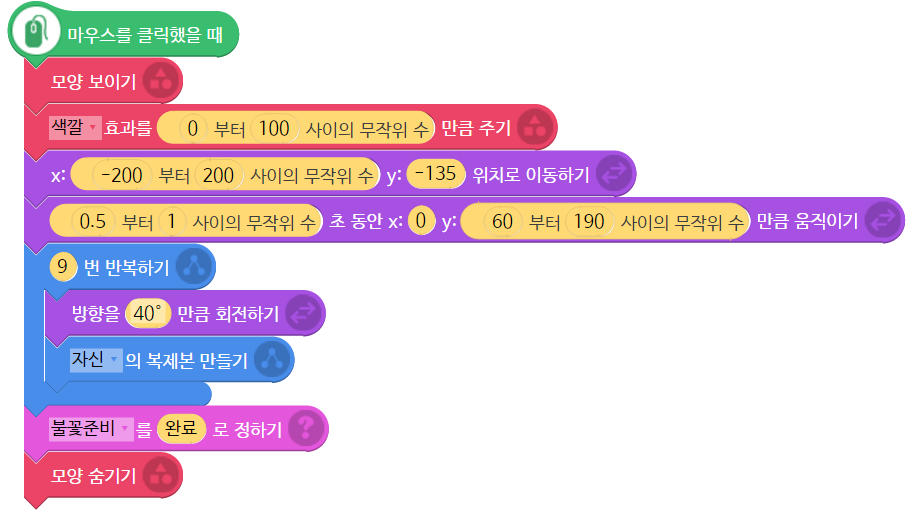 마우스를 클릭했을 때
모양 보이기
색깔 효과를 0 부터 100 사이의 무작위 수 만큼 주기
x: -200 부터 200 사이의 무작위 수 y: -135 위치로 이동하기
0.5 부터 1 사이의 무작위 수 초 동안 x: 0 y: 60 부터 190 사이의 무작위 수 만큼 움직이기
9 번 반복하기
방향을 40° 만큼 회전하기
자신 의 복제본 만들기
불꽃준비 를 완료 로 정하기 ?
모양 숨기기